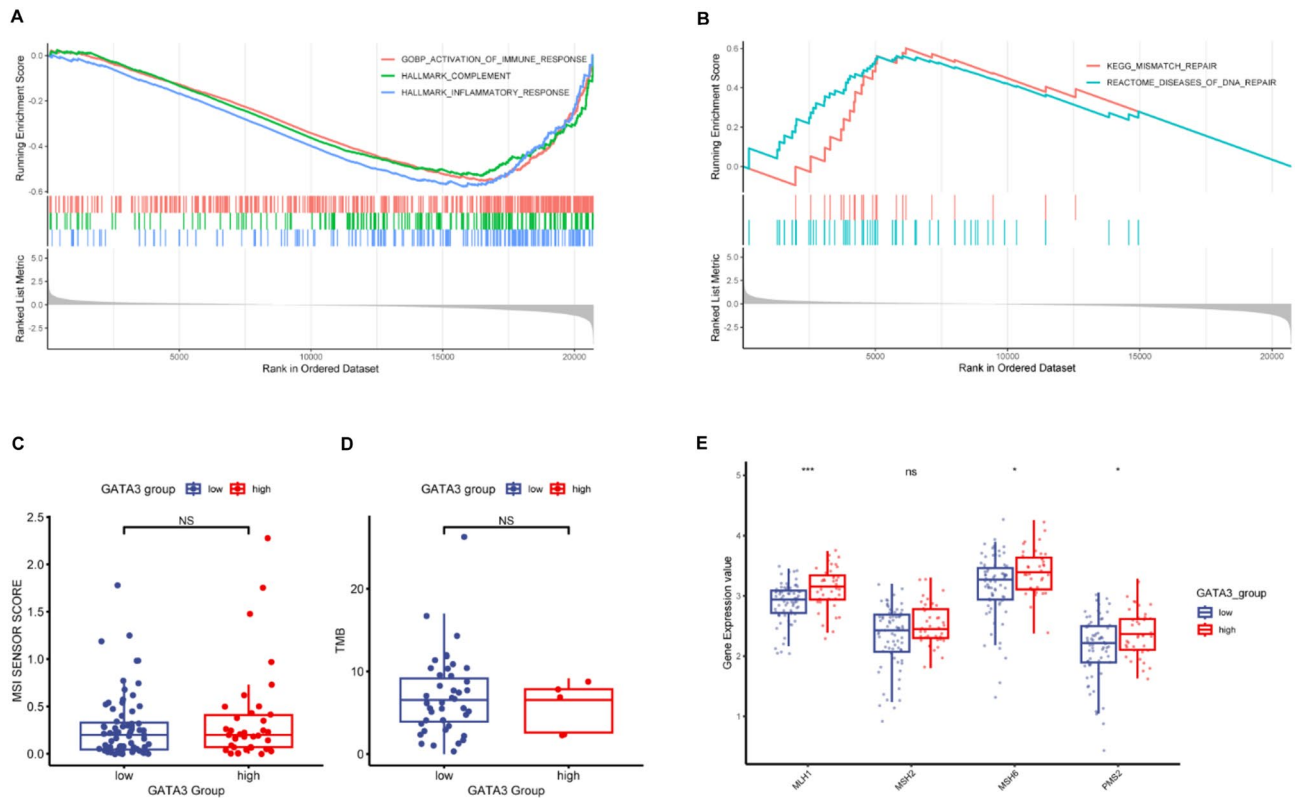 A
Running Enrichment Score
0.0
-0.2
-0.4
-0.6
GOBP_ACTIVATION_OF_IMMUNE_RESPONSE
HALLMARK_COMPLEMENT
HALLMARK_INFLAMMATORY_RESPONSE
Ranked List Metric
5.0
2.5
0.0
-2.5
5000 10000 15000 20000
Rank in Ordered Dataset
B
Running Enrichment Score
0.6
0.4
0.2
0.0
KEGG_MISMATCH_REPAIR
REACTOME_DISEASES_OF_DNA_REPAIR
Ranked List Metric
5.0
2.5
0.0
-2.5
5000 10000 15000 20000
Rank in Ordered Dataset
C
GATA3 group low high
MSI SENSOR SCORE
2.5
2.0
1.5
1.0
0.5
0.0
NS
low high
GATA3 Group
D
GATA3 group low high
TMB
20
10
0
NS
low high
GATA3 Group
E
Gene Expression value
5
4
3
2
1
*** ns * *
MLH1 MSH2 MSH6 PMS2
GATA3_group
low
high